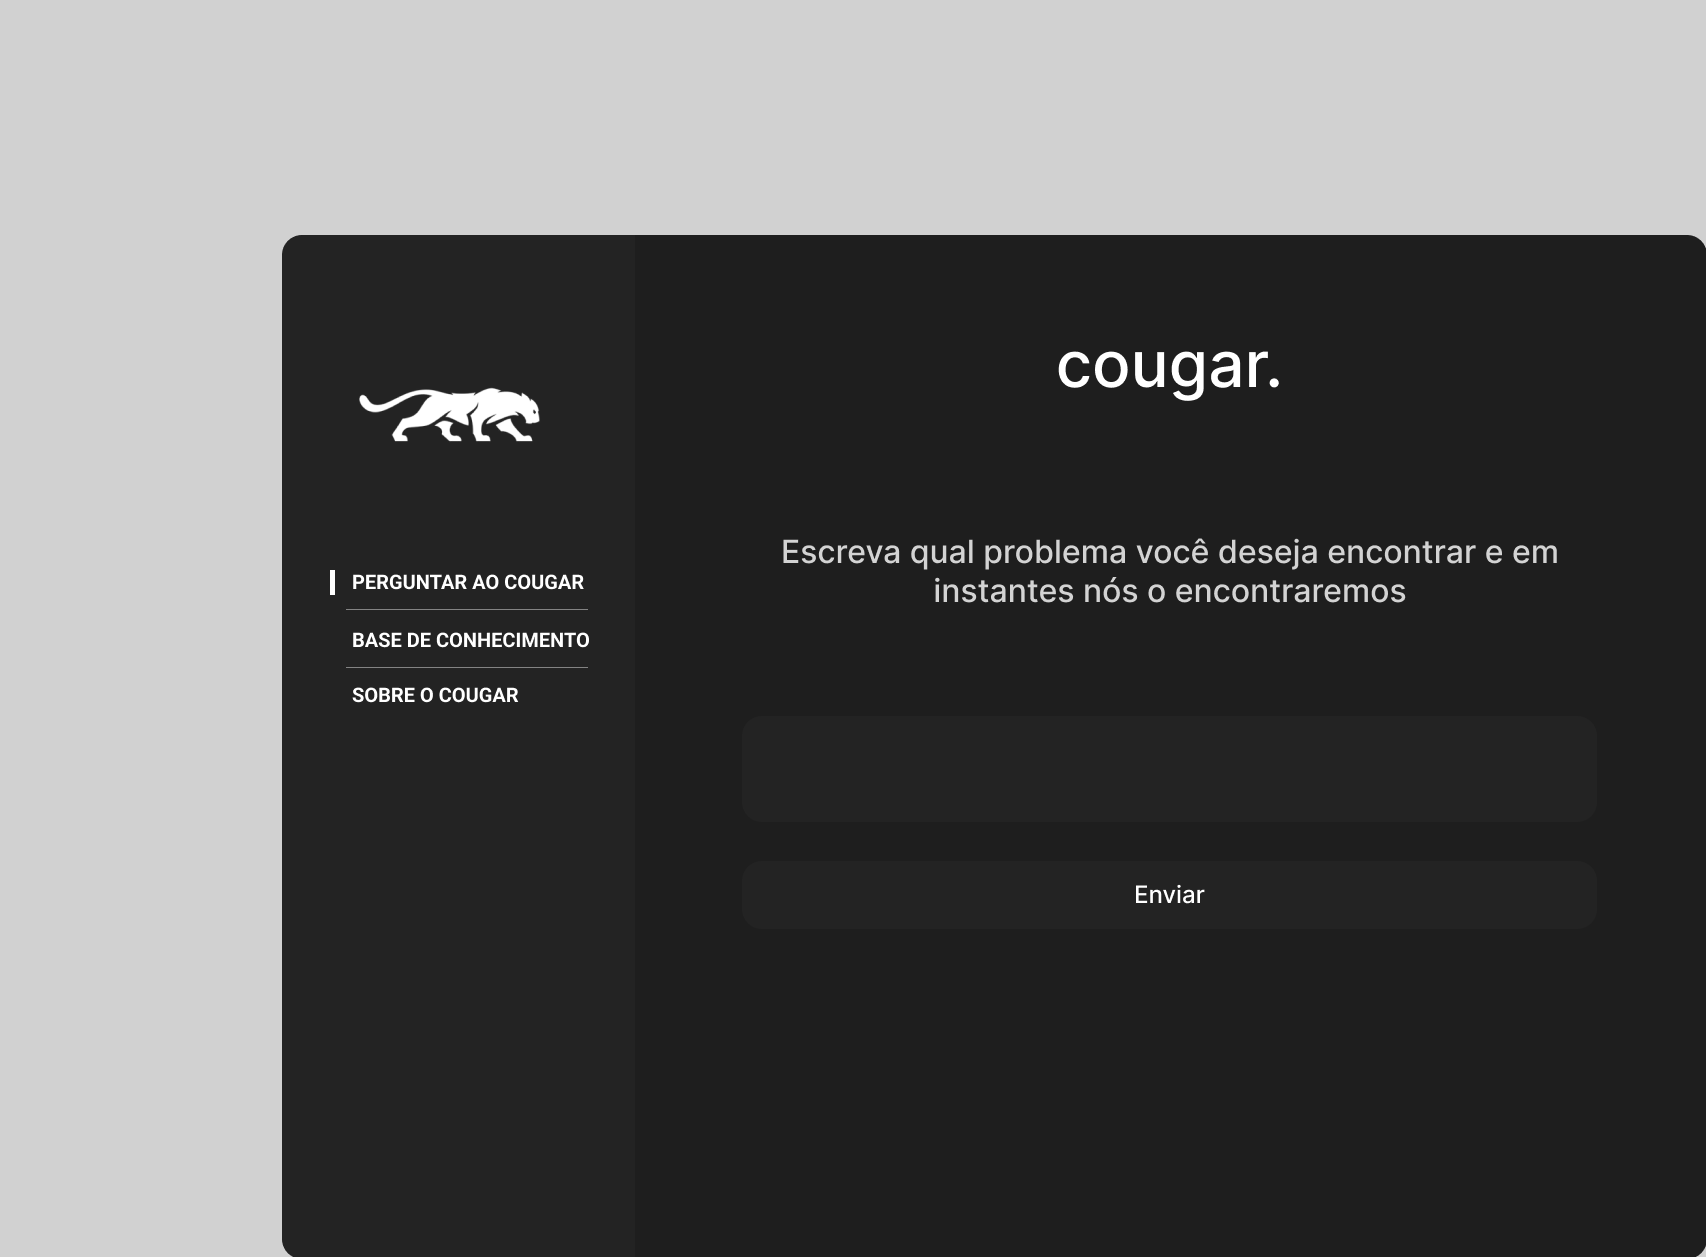 cougar.
PERGUNTAR AO COUGAR
BASE DE CONHECIMENTO
SOBRE O COUGAR
Escreva qual problema você deseja encontrar e em
instantes nós o encontraremos
Enviar